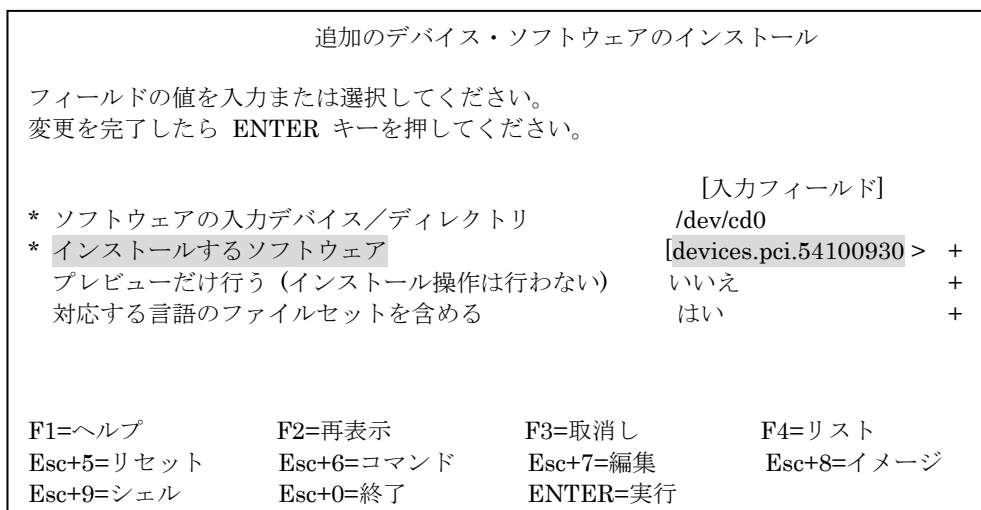 追加のデバイス・ソフトウェアのインストール
フィールドの値を入力または選択してください。
変更を完了したら ENTER キーを押してください。
[入力フィールド]
* ソフトウェアの入力デバイス／ディレクトリ /dev/cd0
* インストールするソフトウェア [devices.pci.54100930 > +
プレビューだけ行う (インストール操作は行わない) いいえ +
対応する言語のファイルセットを含める はい +
F1=ヘルプ F2=再表示 F3=取消し F4=リスト
Esc+5=リセット Esc+6=コマンド Esc+7=編集 Esc+8=イメージ
Esc+9=シェル Esc+0=終了 ENTER=実行